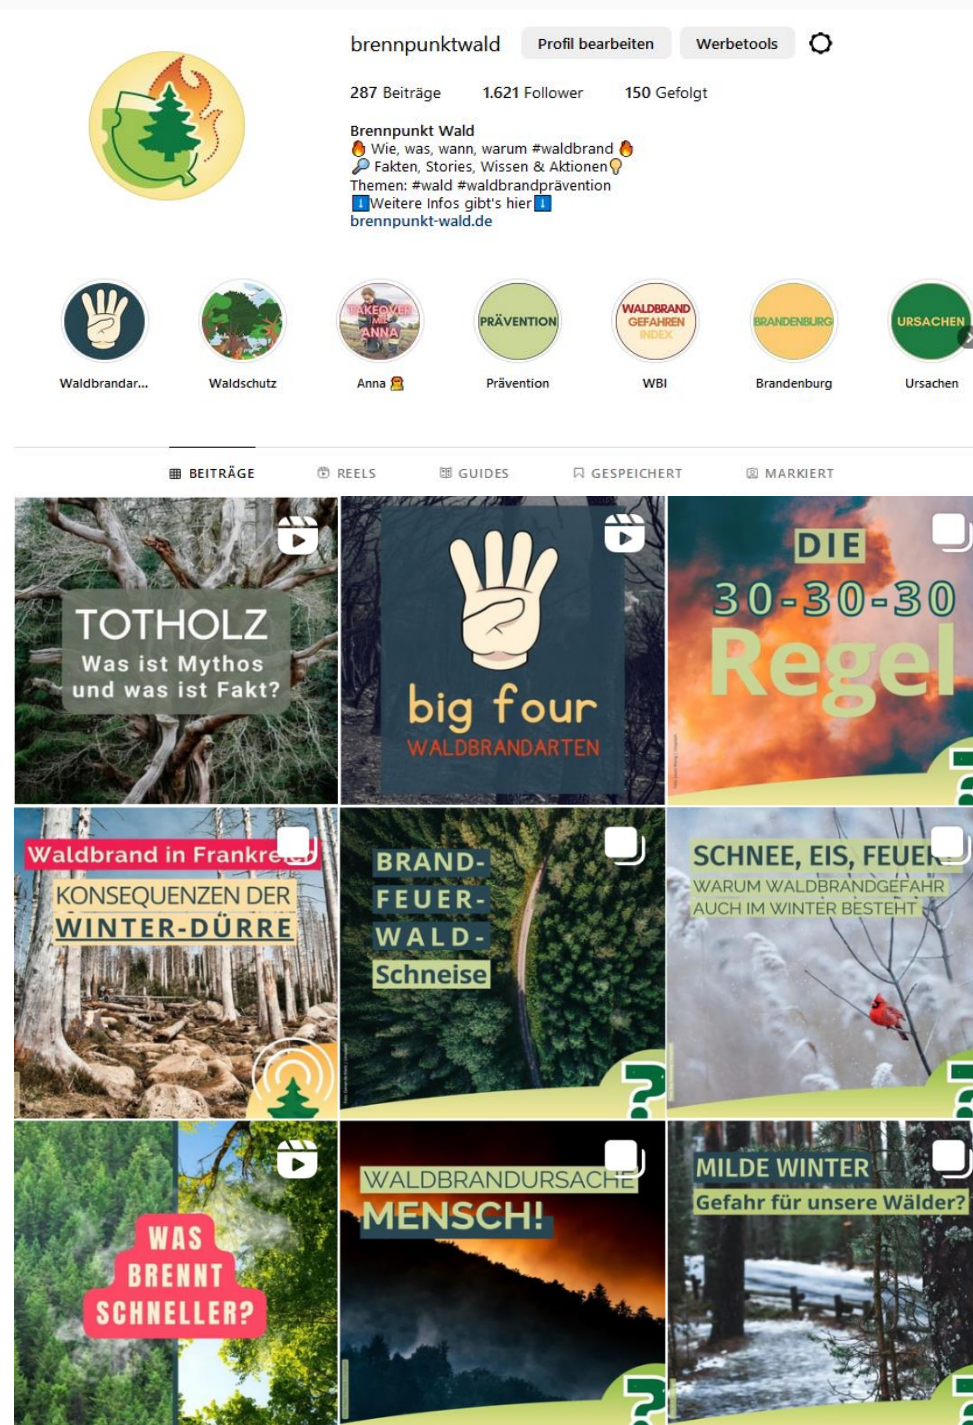 brennpunktwald Profil bearbeiten Werbetools
287 Beiträge 1.621 Follower 150 Gefolgt
Brennpunkt Wald
🔥 Wie, was, wann, warum #waldbrand 🔥
🔎 Fakten, Stories, Wissen & Aktionen💡
Themen: #wald #waldbrandprävention
⬇️Weitere Infos gibt's hier⬇️
brennpunkt-wald.de
TAKEOVER
MIT
ANNA
PRÄVENTION
WALDBRAND
GEFAHREN
INDEX
BRANDENBURG
URSACHEN
Waldbrandar... Waldschutz Anna Prävention WBI Brandenburg Ursachen
BEITRÄGE REELS GUIDES GESPEICHERT MARKIERT
TOTHOLZ
Was ist Mythos
und was ist Fakt?
big four
WALDBRANDARTEN
DIE
30-30-30
Regel
Waldbrand in Frankreich
KONSEQUENZEN DER
WINTER-DÜRRE
BRAND-
FEUER-
WALD-
Schneise
?
SCHNEE, EIS, FEUER
WARUM WALDBRANDGEFAHR
AUCH IM WINTER BESTEHT
WAS
BRENNT
SCHNELLER?
WALDBRANDURSACHE
MENSCH!
?
MILDE WINTER
Gefahr für unsere Wälder?